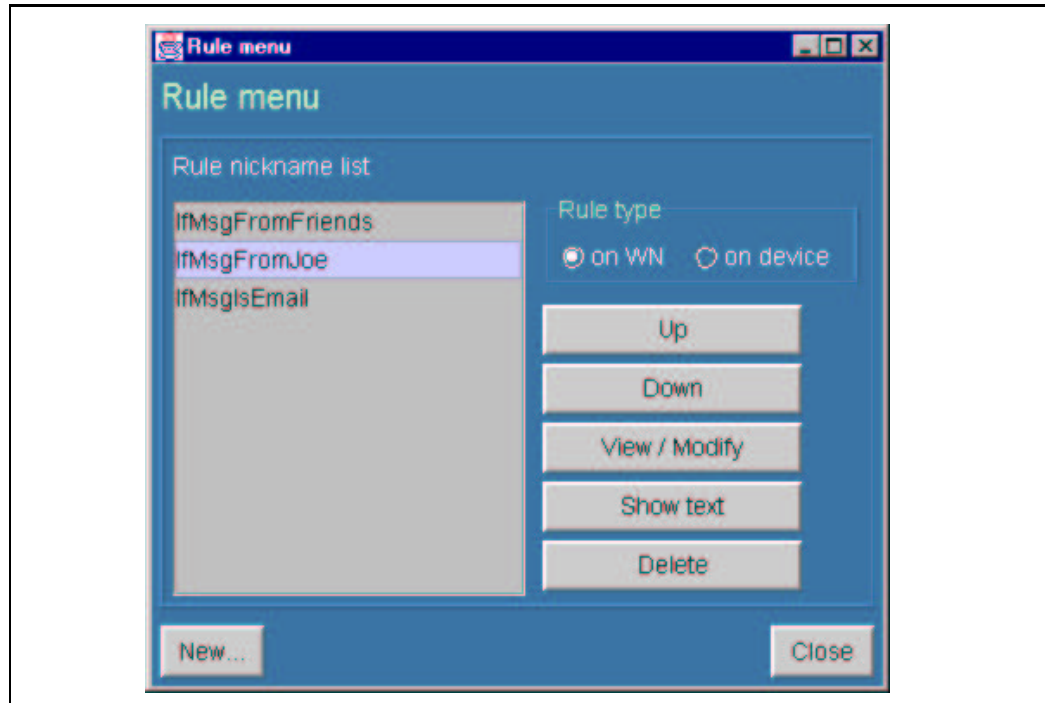 Rule menu
Rule menu
Rule nickname list
IfMsgFromFriends
IfMsgFromJoe
IfMsgIsEmail
Rule type
on WN on device
Up
Down
View / Modify
Show text
Delete
New...
Close